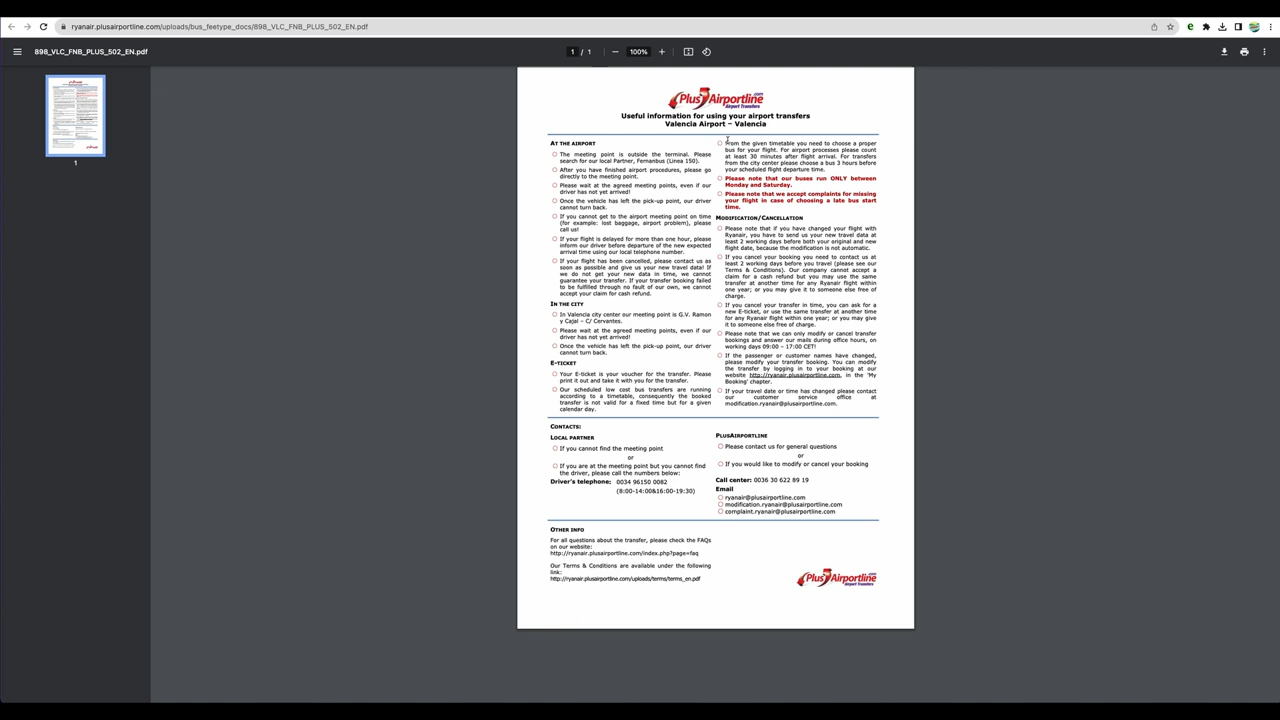 ryanair.plusairportline.com/uploads/bus_feetype_docs/898_VLC_FNB_PLUS_502_EN.pdf
898_VLC_FNB_PLUS_502_EN.pdf
1 / 1
100%
1
PlusAirportline.com
Airport Transfers
Useful information for using your airport transfers
Valencia Airport – Valencia
AT THE AIRPORT
The meeting point is outside the terminal. Please
search for our local Partner, Fernanbus (Linea 150).
After you have finished airport procedures, please go
directly to the meeting point.
Please wait at the agreed meeting points, even if our
driver has not yet arrived!
Once the vehicle has left the pick-up point, our driver
cannot turn back.
If you cannot get to the airport meeting point on time
(for example: lost baggage, airport problem), please
call us!
If your flight is delayed for more than one hour, please
inform our driver before departure of the new expected
arrival time using our local telephone number.
If your flight has been cancelled, please contact us as
soon as possible and give us your new travel data! If
we do not get your new data in time, we cannot
guarantee your transfer. If your transfer booking failed
to be fulfilled through no fault of our own, we cannot
accept your claim for cash refund.
IN THE CITY
In Valencia city center our meeting point is G.V. Ramon
y Cajal – C/ Cervantes.
Please wait at the agreed meeting points, even if our
driver has not yet arrived!
Once the vehicle has left the pick-up point, our driver
cannot turn back.
E-TICKET
Your E-ticket is your voucher for the transfer. Please
print it out and take it with you for the transfer.
Our scheduled low cost bus transfers are running
according to a timetable, consequently the booked
transfer is not valid for a fixed time but for a given
calendar day.
From the given timetable you need to choose a proper
bus for your flight. For airport processes please count
at least 30 minutes after flight arrival. For transfers
from the city center please choose a bus 3 hours before
your scheduled flight departure time.
Please note that our buses run ONLY between
Monday and Saturday.
Please note that we accept complaints for missing
your flight in case of choosing a late bus start
time.
MODIFICATION/CANCELLATION
Please note that if you have changed your flight with
Ryanair, you have to send us your new travel data at
least 2 working days before both your original and new
flight date, because the modification is not automatic.
If you cancel your booking you need to contact us at
least 2 working days before you travel (please see our
Terms & Conditions). Our company cannot accept a
claim for a cash refund but you may use the same
transfer at another time for any Ryanair flight within
one year; or you may give it to someone else free of
charge.
If you cancel your transfer in time, you can ask for a
new E-ticket, or use the same transfer at another time
for any Ryanair flight within one year; or you may give
it to someone else free of charge.
Please note that we can only modify or cancel transfer
bookings and answer our mails during office hours, on
working days 09:00 – 17:00 CET!
If the passenger or customer names have changed,
please modify your transfer booking. You can modify
the transfer by logging in to your booking at our
website http://ryanair.plusairportline.com, in the 'My
Booking' chapter.
If your travel date or time has changed please contact
our customer service office at
modification.ryanair@plusairportline.com.
CONTACTS:
LOCAL PARTNER
If you cannot find the meeting point
or
If you are at the meeting point but you cannot find
the driver, please call the numbers below:
Driver's telephone: 0034 96150 0082
(8:00-14:00&16:00-19:30)
PLUSAIRPORTLINE
Please contact us for general questions
or
If you would like to modify or cancel your booking
Call center: 0036 30 622 89 19
Email
ryanair@plusairportline.com
modification.ryanair@plusairportline.com
complaint.ryanair@plusairportline.com
OTHER INFO
For all questions about the transfer, please check the FAQs
on our website:
http://ryanair.plusairportline.com/index.php?page=faq
Our Terms & Conditions are available under the following
link:
http://ryanair.plusairportline.com/uploads/terms/terms_en.pdf
PlusAirportline.com
Airport Transfers